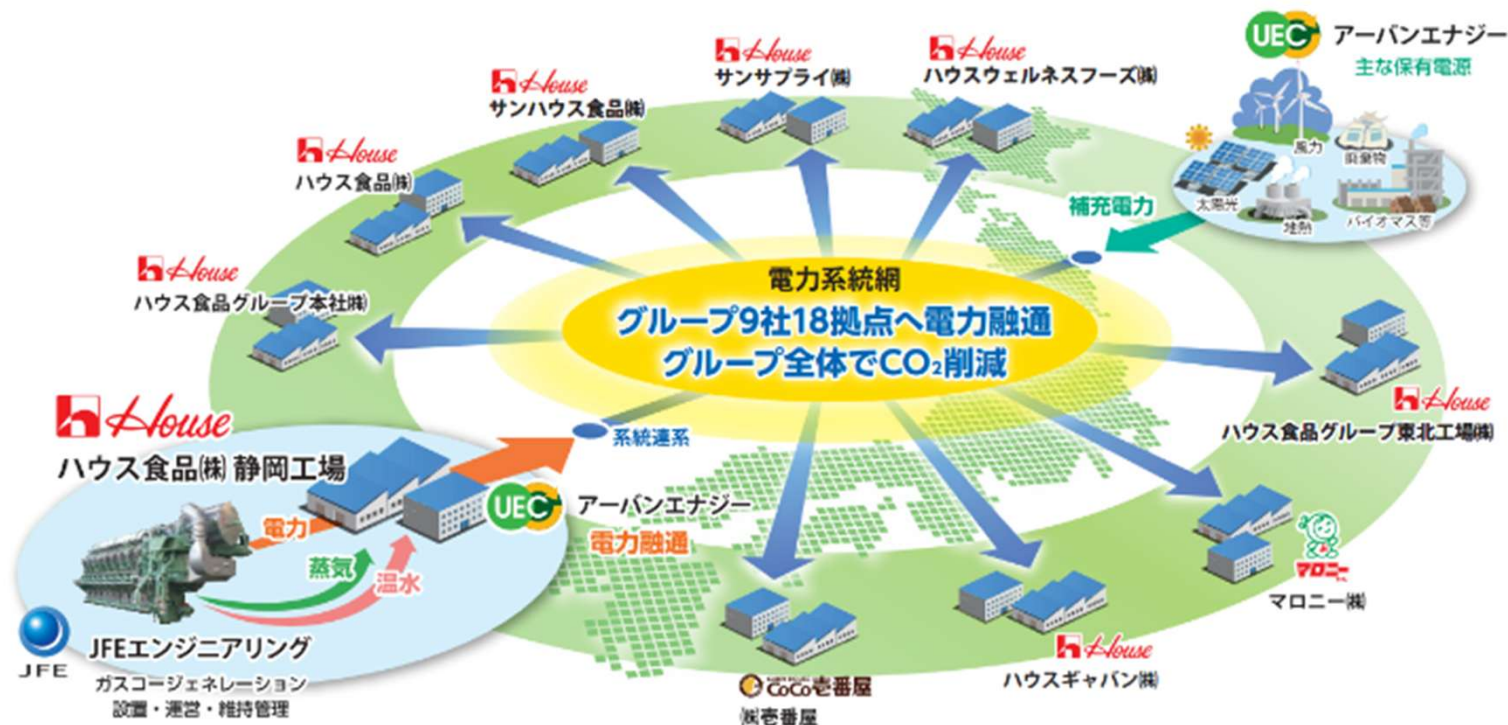 House
サンハウス食品㈱
House
サンサプライ㈱
House
ハウスウェルネスフーズ㈱
UEC アーバンエナジー
主な保有電源
風力
廃棄物
太陽光
地熱
バイオマス等
補充電力
House
ハウス食品㈱
House
ハウス食品グループ本社㈱
電力系統網
グループ9社18拠点へ電力融通
グループ全体でCO₂削減
House
ハウス食品グループ東北工場㈱
House
ハウス食品㈱ 静岡工場
系統連系
UEC アーバンエナジー
電力融通
電力
蒸気
温水
JFE
JFEエンジニアリング
ガスコージェネレーション
設置・運営・維持管理
マロニー
マロニー㈱
House
ハウスギャバン㈱
CoCo壱番屋
㈱壱番屋